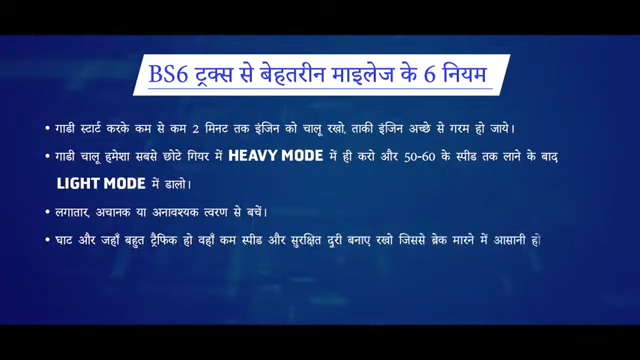 BS6 ट्रक्स से बेहतरीन माइलेज के 6 नियम
• गाडी स्टार्ट करके कम से कम 2 मिनट तक इंजिन को चालू रखो, ताकी इंजिन अच्छे से गरम हो जाये।
• गाडी चालू हमेशा सबसे छोटे गियर में HEAVY MODE में ही करो और 50-60 के स्पीड तक लाने के बाद
LIGHT MODE में डालो।
• लगातार, अचानक या अनावश्यक त्वरण से बचें।
• घाट और जहाँ बहुत ट्रैफिक हो वहाँ कम स्पीड और सुरक्षित दुरी बनाए रखो जिससे ब्रेक मारने में आसानी हो